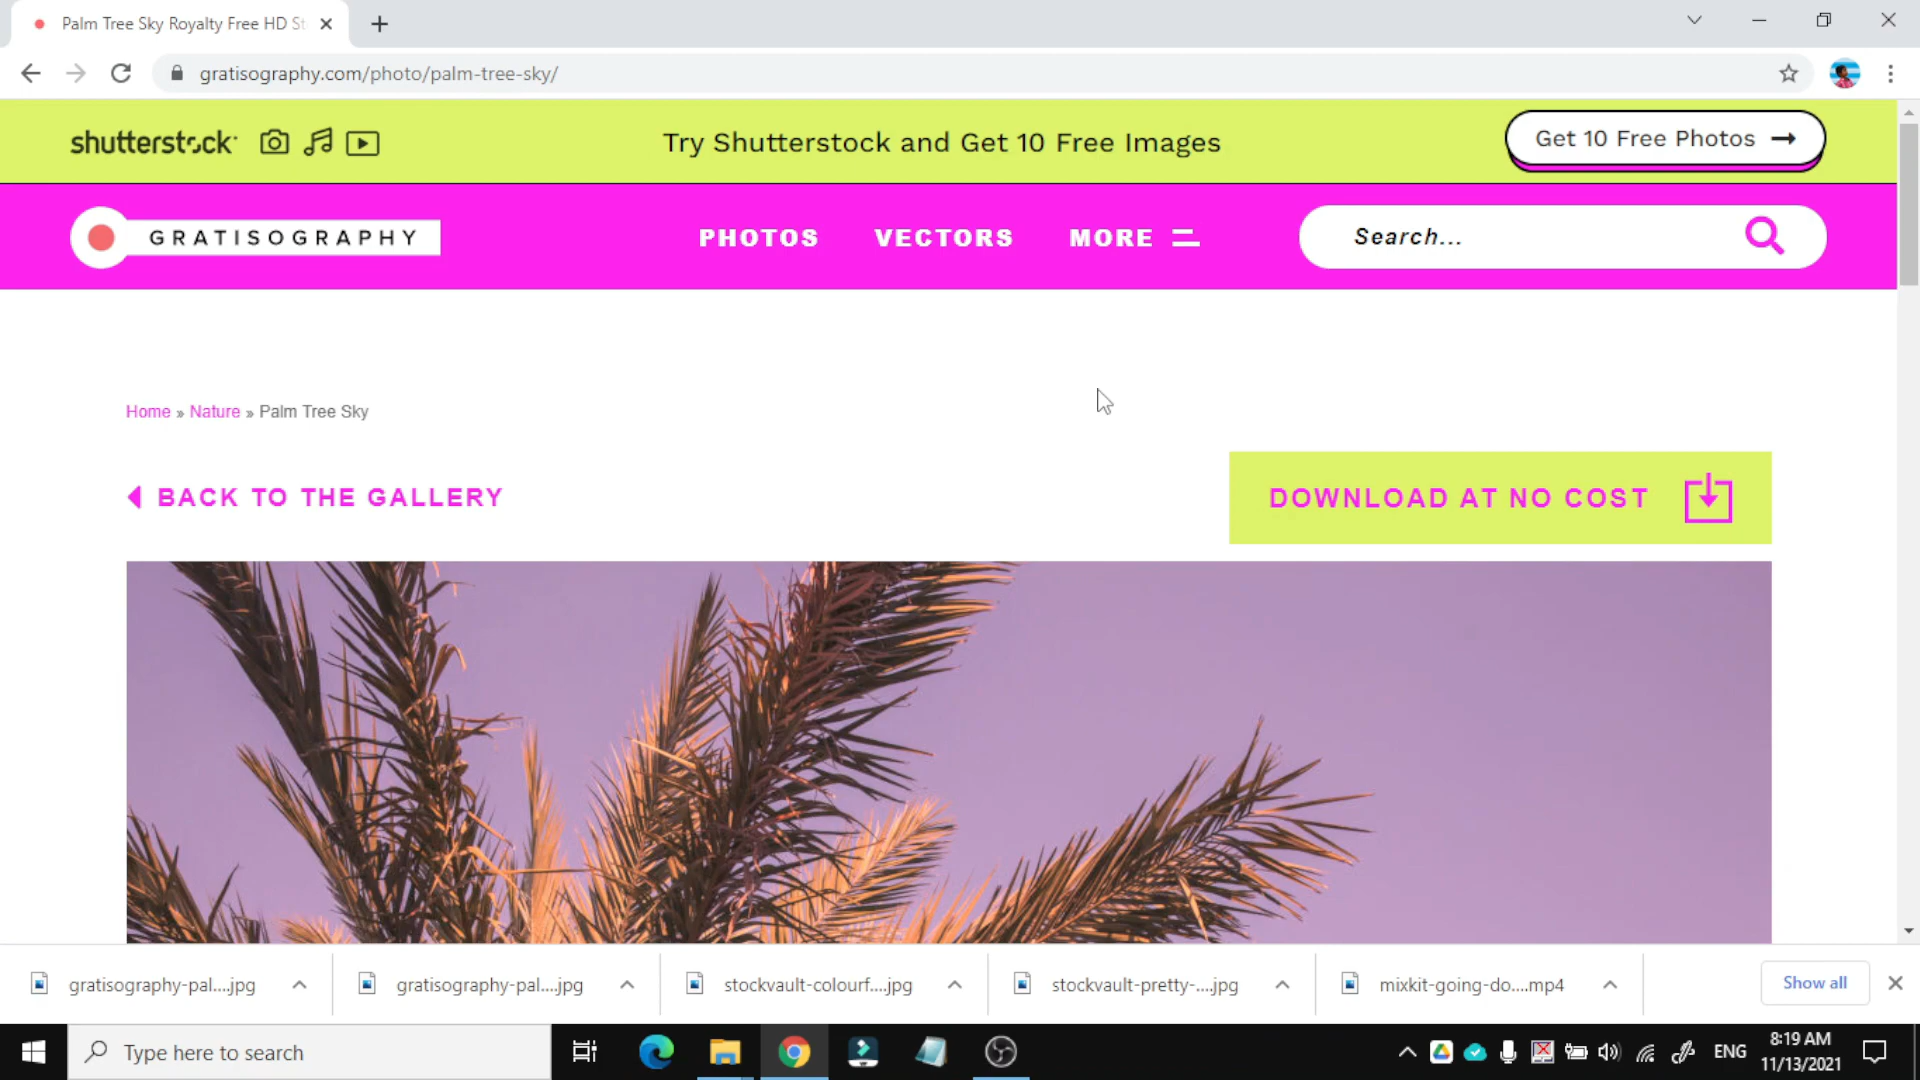 Palm Tree Sky Royalty Free HD St
gratisography.com/photo/palm-tree-sky/
shutterstock
Try Shutterstock and Get 10 Free Images
Get 10 Free Photos
GRATISOGRAPHY
PHOTOS
VECTORS
MORE
Search...
Home » Nature » Palm Tree Sky
BACK TO THE GALLERY
DOWNLOAD AT NO COST
gratisography-pal....jpg
gratisography-pal....jpg
stockvault-colourf....jpg
stockvault-pretty-....jpg
mixkit-going-do....mp4
Show all
Type here to search
ENG
8:19 AM
11/13/2021